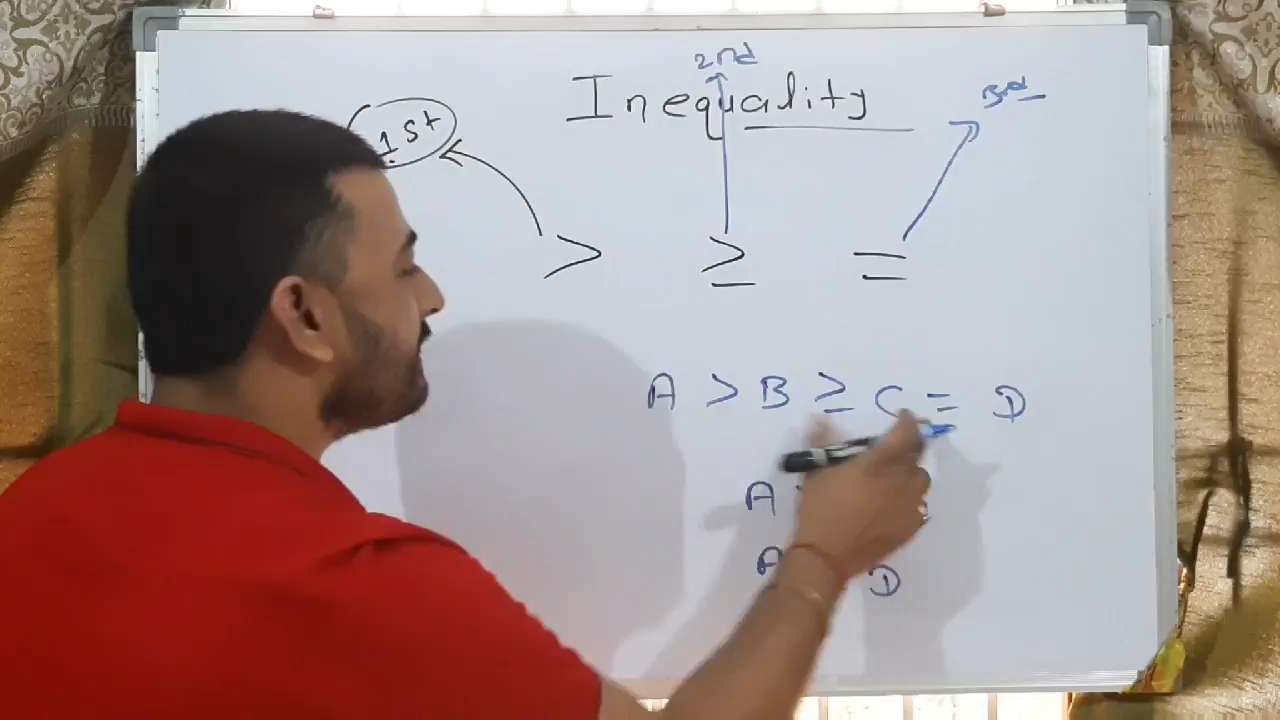 2nd
Inequality
3rd
1st
> ≥ =
A > B ≥ C = D
A
A D